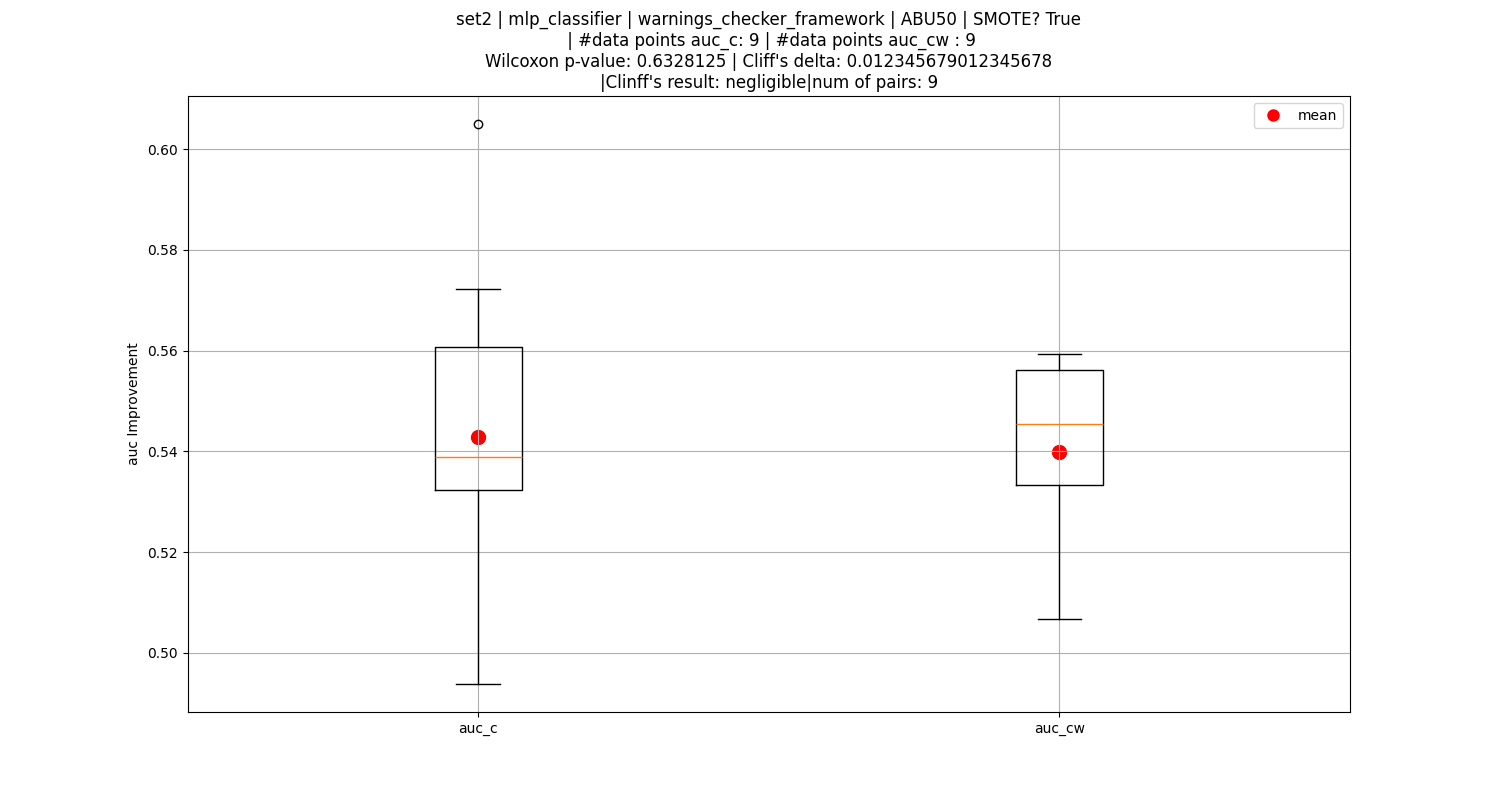 set2 | mlp_classifier | warnings_checker_framework | ABU50 | SMOTE? True
| #data points auc_c: 9 | #data points auc_cw : 9
Wilcoxon p-value: 0.6328125 | Cliff's delta: 0.012345679012345678
|Clinff's result: negligible|num of pairs: 9
mean
0.60
0.58
0.56
0.54
0.52
0.50
auc Improvement
auc_c
auc_cw